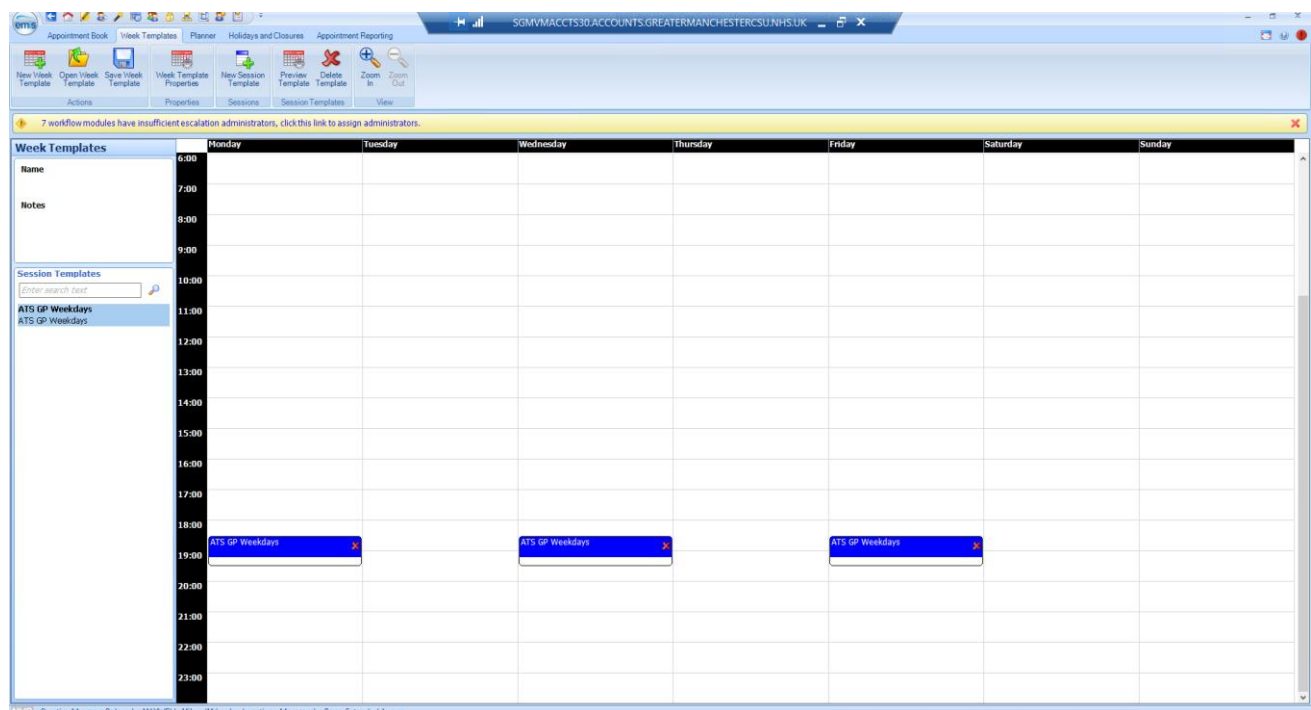 emis
SGMVMACCTS30.ACCOUNTS.GREATERMANCHESTERCSU.NHS.UK
Appointment Book Week Templates Planner Holidays and Closures Appointment Reporting
New Week Template Open Week Template Save Week Template Week Template Properties New Session Template Preview Template Delete Template Zoom In Zoom Out
Actions Properties Sessions Session Templates View
7 workflow modules have insufficient escalation administrators, click this link to assign administrators.
Week Templates
Name
Notes
Session Templates
Enter search text
ATS GP Weekdays
ATS GP Weekdays
Monday Tuesday Wednesday Thursday Friday Saturday Sunday
6:00
7:00
8:00
9:00
10:00
11:00
12:00
13:00
14:00
15:00
16:00
17:00
18:00
ATS GP Weekdays ATS GP Weekdays ATS GP Weekdays
19:00
20:00
21:00
22:00
23:00